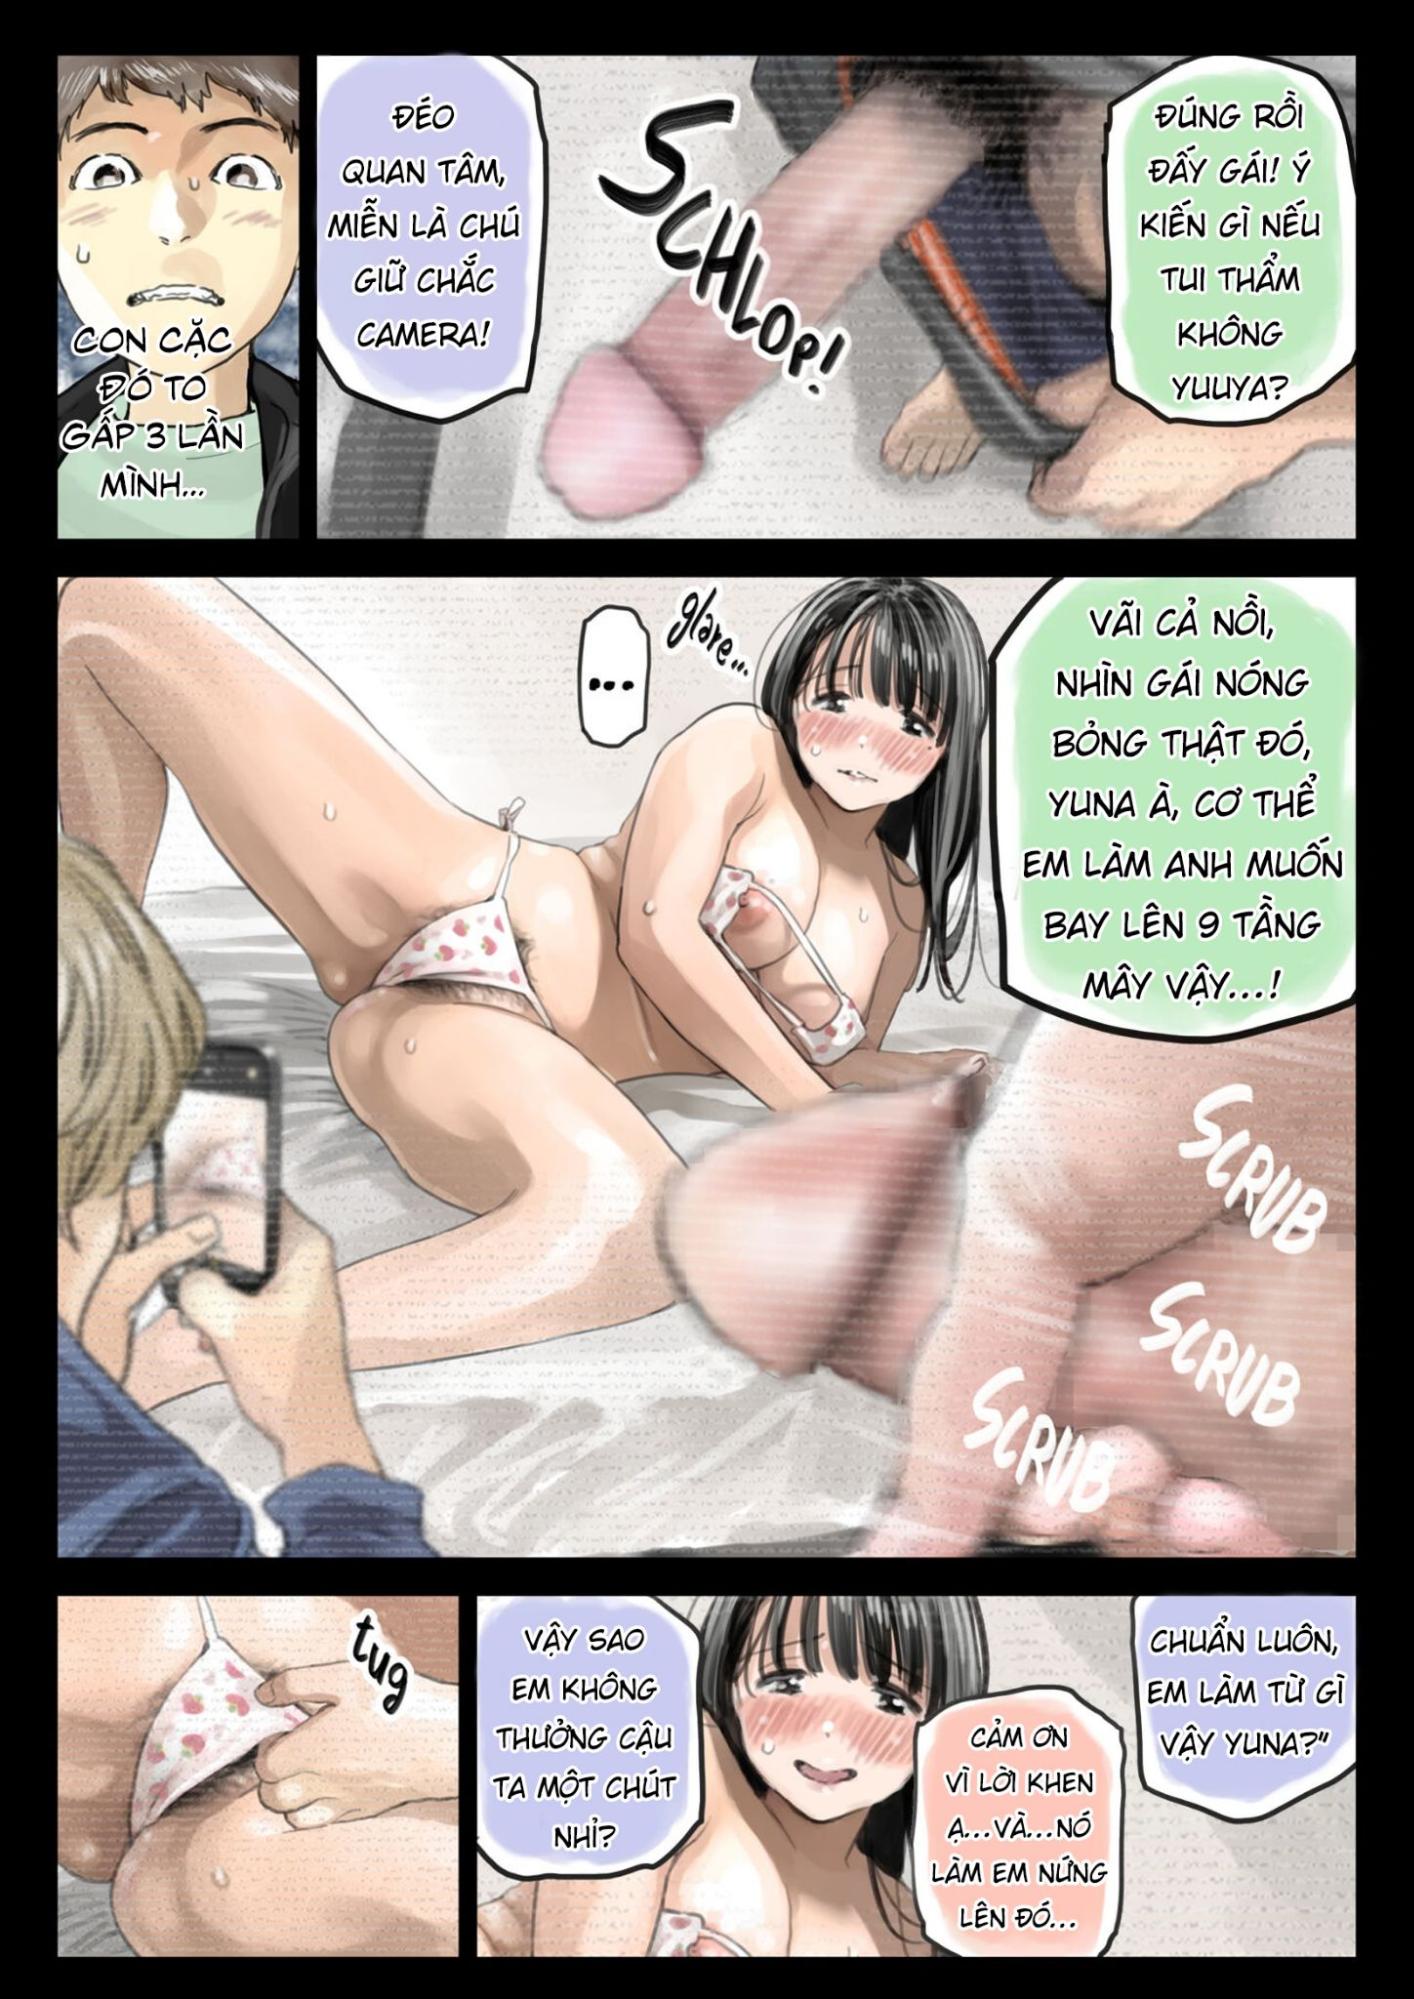 ĐÚNG RỒI
ĐẤY GÁI! Ý
KIẾN GÌ NẾU
TUI THẨM
KHÔNG
YUUYA?
SCHLOP!
ĐÉO
QUAN TÂM,
MIỄN LÀ CHÚ
GIỮ CHẮC
CAMERA!
CON CẶC
ĐÓ TO
GẤP 3 LẦN
MÌNH...
VÃI CẢ NỒI,
NHÌN GÁI NÓNG
BỎNG THẬT ĐÓ,
YUNA À, CƠ THỂ
EM LÀM ANH MUỐN
BAY LÊN 9 TẦNG
MÂY VẬY...!
glare...
...
SCRUB
SCRUB
SCRUB
CHUẨN LUÔN,
EM LÀM TỪ GÌ
VẬY YUNA?"
CẢM ƠN
VÌ LỜI KHEN
Ạ...VÀ...NÓ
LÀM EM NỨNG
LÊN ĐÓ...
VẬY SAO
EM KHÔNG
THƯỞNG CẬU
TA MỘT CHÚT
NHỈ?
tug